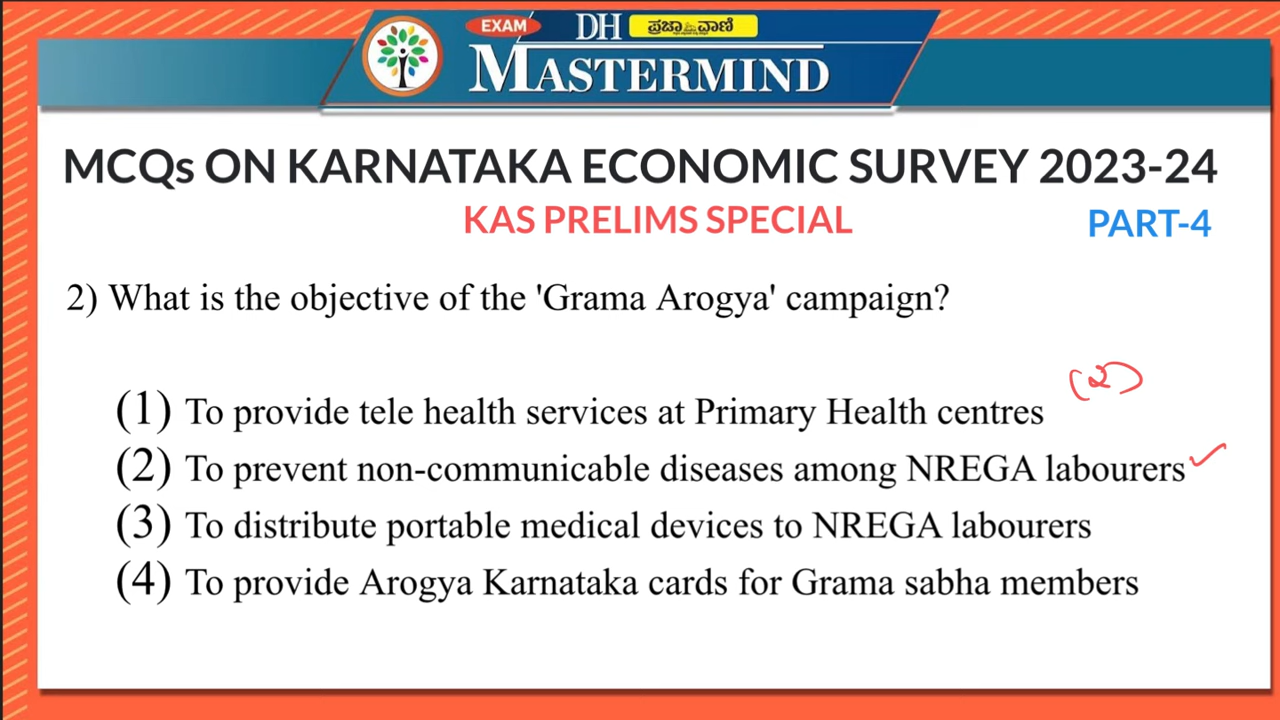 EXAM DH ಪ್ರಜಾವಾಣಿ
MASTERMIND
MCQs ON KARNATAKA ECONOMIC SURVEY 2023-24
KAS PRELIMS SPECIAL
PART-4
2) What is the objective of the 'Grama Arogya' campaign?
(2)
(1) To provide tele health services at Primary Health centres
(2) To prevent non-communicable diseases among NREGA labourers
(3) To distribute portable medical devices to NREGA labourers
(4) To provide Arogya Karnataka cards for Grama sabha members